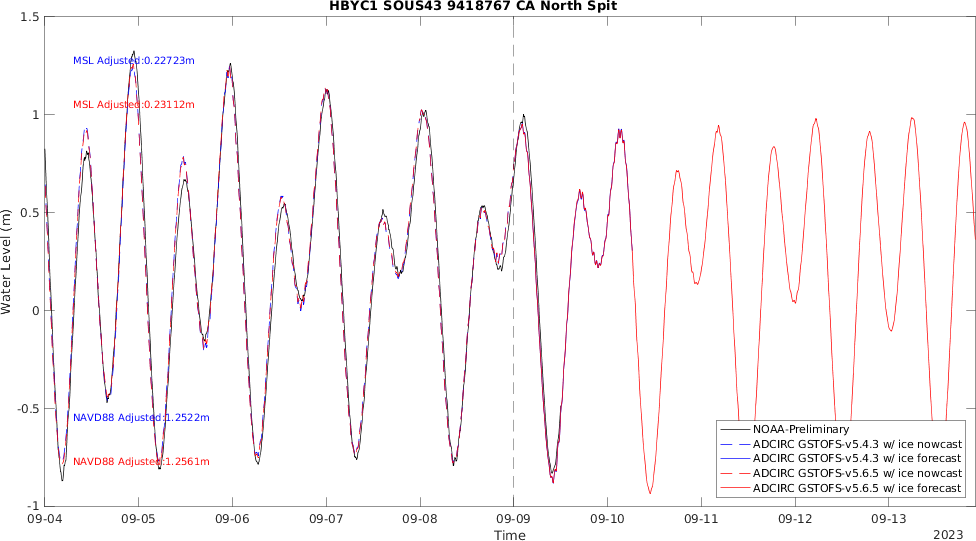 HBYC1 SOUS43 9418767 CA North Spit
1.5
MSL Adjusted:0.22723m
MSL Adjusted:0.23112m
1
0.5
Water Level (m)
0
-0.5
NAVD88 Adjusted:1.2522m
NAVD88 Adjusted:1.2561m
-1
NOAA-Preliminary
ADCIRC GSTOFS-v5.4.3 w/ ice nowcast
ADCIRC GSTOFS-v5.4.3 w/ ice forecast
ADCIRC GSTOFS-v5.6.5 w/ ice nowcast
ADCIRC GSTOFS-v5.6.5 w/ ice forecast
09-04 09-05 09-06 09-07 09-08 09-09 09-10 09-11 09-12 09-13
Time
2023